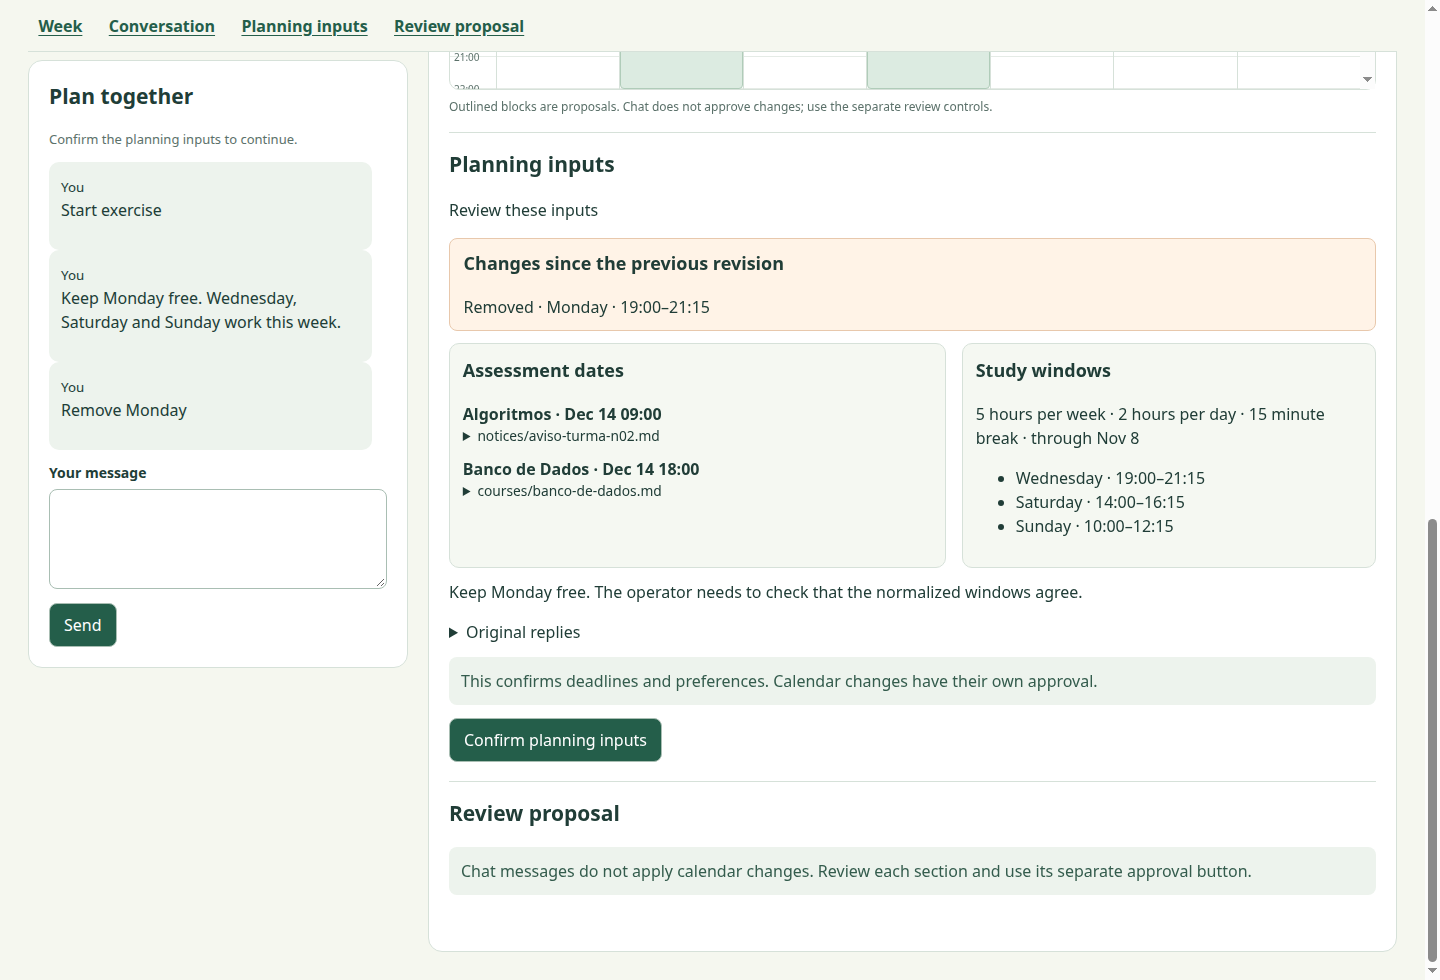 Week Conversation Planning inputs Review proposal
Plan together
Confirm the planning inputs to continue.
You
Start exercise
You
Keep Monday free. Wednesday,
Saturday and Sunday work this week.
You
Remove Monday
Your message
Send
21:00
22:00
Outlined blocks are proposals. Chat does not approve changes; use the separate review controls.
Planning inputs
Review these inputs
Changes since the previous revision
Removed · Monday · 19:00–21:15
Assessment dates
Algoritmos · Dec 14 09:00
notices/aviso-turma-n02.md
Banco de Dados · Dec 14 18:00
courses/banco-de-dados.md
Study windows
5 hours per week · 2 hours per day · 15 minute
break · through Nov 8
Wednesday · 19:00–21:15
Saturday · 14:00–16:15
Sunday · 10:00–12:15
Keep Monday free. The operator needs to check that the normalized windows agree.
Original replies
This confirms deadlines and preferences. Calendar changes have their own approval.
Confirm planning inputs
Review proposal
Chat messages do not apply calendar changes. Review each section and use its separate approval button.